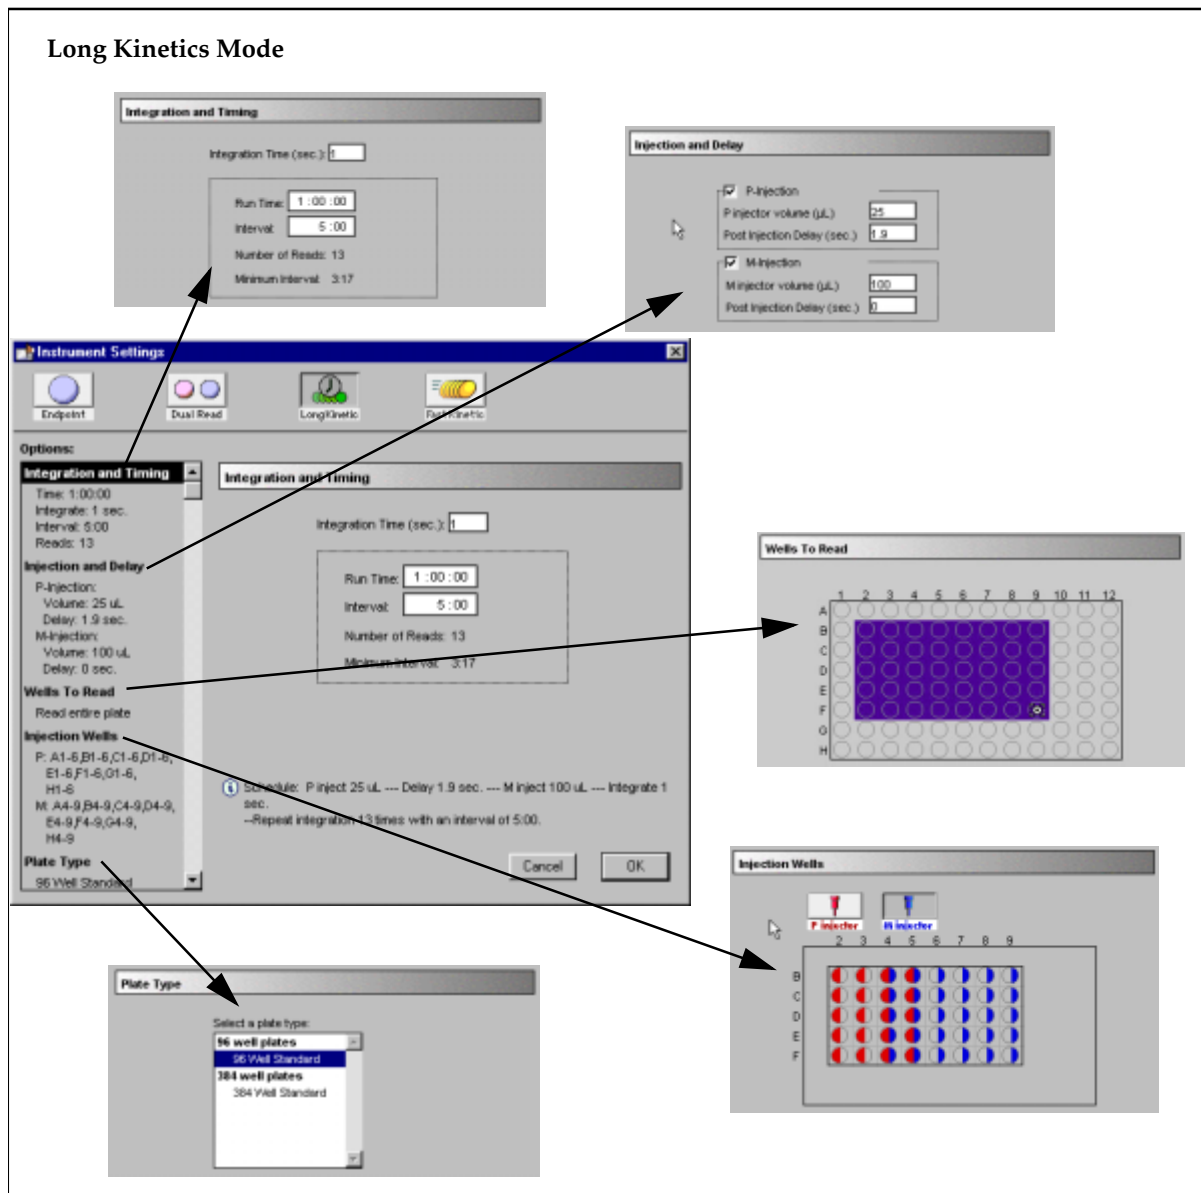 Long Kinetics Mode
Integration and Timing
Integration Time (sec.): 1
Run Time: 1 :00 :00
Interval: 5 :00
Number of Reads: 13
Minimum Interval: 3:17
Injection and Delay
P-Injection
P injector volume (µL) 25
Post Injection Delay (sec.) 1.9
M-Injection
M injector volume (µL) 100
Post Injection Delay (sec.) 0
Instrument Settings
Endpoint Dual Read Long Kinetic Fast Kinetic
Options:
Integration and Timing
Time: 1:00:00
Integrate: 1 sec.
Interval: 5:00
Reads: 13
Injection and Delay
P-Injection:
Volume: 25 uL
Delay: 1.9 sec.
M-Injection:
Volume: 100 uL
Delay: 0 sec.
Wells To Read
Read entire plate
Injection Wells
P: A1-6,B1-6,C1-6,D1-6,
E1-6,F1-6,G1-6,
H1-6
M: A4-9,B4-9,C4-9,D4-9,
E4-9,F4-9,G4-9,
H4-9
Plate Type
96 Well Standard
Integration and Timing
Integration Time (sec.): 1
Run Time: 1 :00 :00
Interval: 5 :00
Number of Reads: 13
Minimum Interval: 3:17
Schedule: P inject 25 uL --- Delay 1.9 sec. --- M inject 100 uL --- Integrate 1
sec.
--Repeat integration 13 times with an interval of 5:00.
Cancel OK
Wells To Read
1 2 3 4 5 6 7 8 9 10 11 12
A
B
C
D
E
F
G
H
Injection Wells
P injector M injector
2 3 4 5 6 7 8 9
B
C
D
E
F
Plate Type
Select a plate type:
96 well plates
96 Well Standard
384 well plates
384 Well Standard